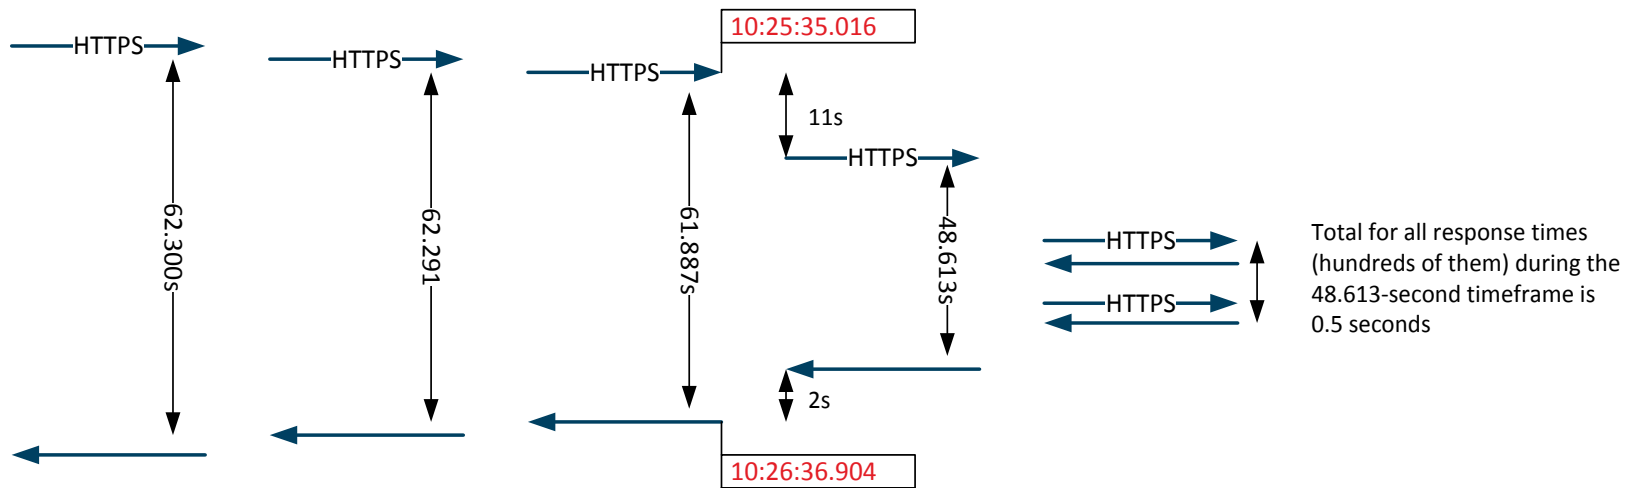 10:25:35.016
HTTPS
HTTPS
HTTPS
11s
HTTPS
62.300s
62.291
61.887s
48.613s
HTTPS
HTTPS
Total for all response times
(hundreds of them) during the
48.613-second timeframe is
0.5 seconds
2s
10:26:36.904